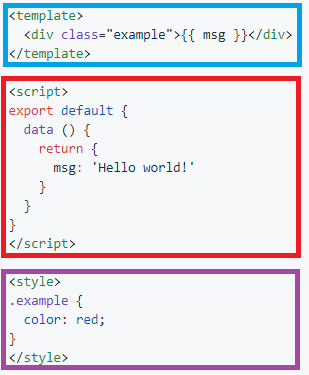 <template>
  <div class="example">{{ msg }}</div>
</template>
<script>
export default {
  data () {
    return {
      msg: 'Hello world!'
    }
  }
}
</script>
<style>
.example {
  color: red;
}
</style>